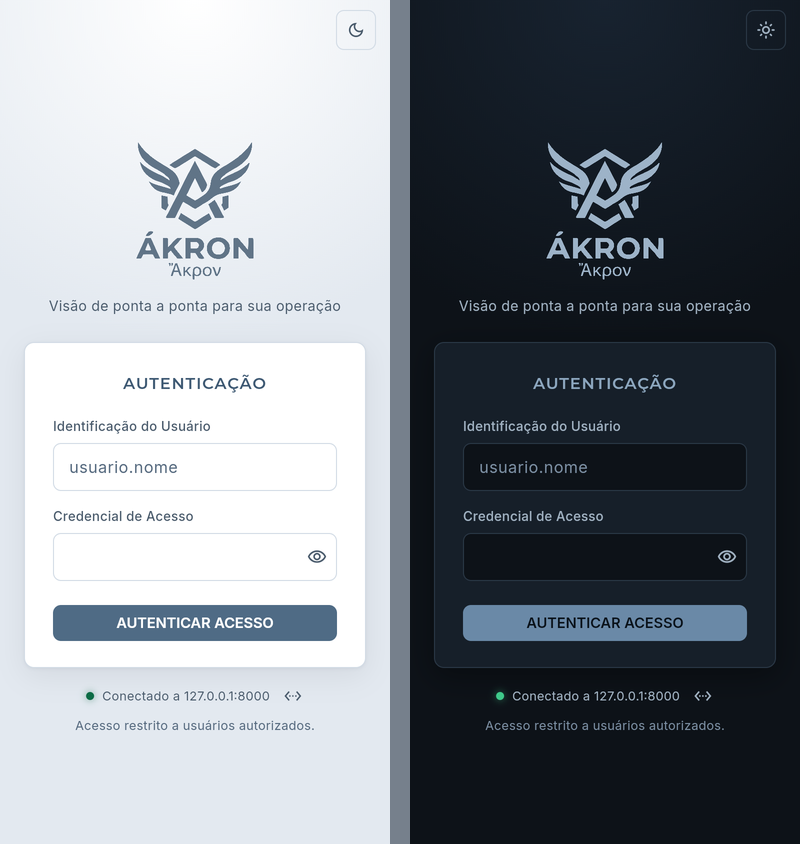 ÁKRON
Ἄκρον
Visão de ponta a ponta para sua operação
AUTENTICAÇÃO
Identificação do Usuário
usuario.nome
Credencial de Acesso
AUTENTICAR ACESSO
Conectado a 127.0.0.1:8000
Acesso restrito a usuários autorizados.
ÁKRON
Ἄκρον
Visão de ponta a ponta para sua operação
AUTENTICAÇÃO
Identificação do Usuário
usuario.nome
Credencial de Acesso
AUTENTICAR ACESSO
Conectado a 127.0.0.1:8000
Acesso restrito a usuários autorizados.